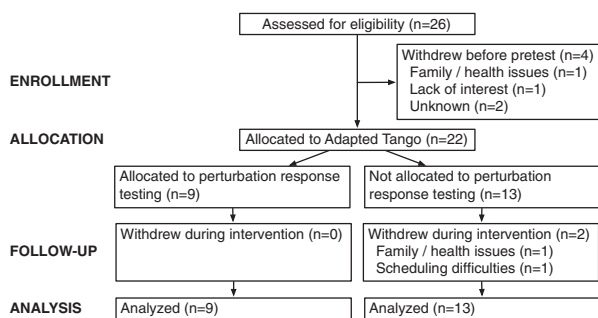 Assessed for eligibility (n=26)
Withdrew before pretest (n=4)
Family / health issues (n=1)
Lack of interest (n=1)
Unknown (n=2)
ENROLLMENT
ALLOCATION
Allocated to Adapted Tango (n=22)
Allocated to perturbation response
testing (n=9)
Not allocated to perturbation
response testing (n=13)
FOLLOW-UP
Withdrew during intervention (n=0)
Withdrew during intervention (n=2)
Family / health issues (n=1)
Scheduling difficulties (n=1)
ANALYSIS
Analyzed (n=9)
Analyzed (n=13)